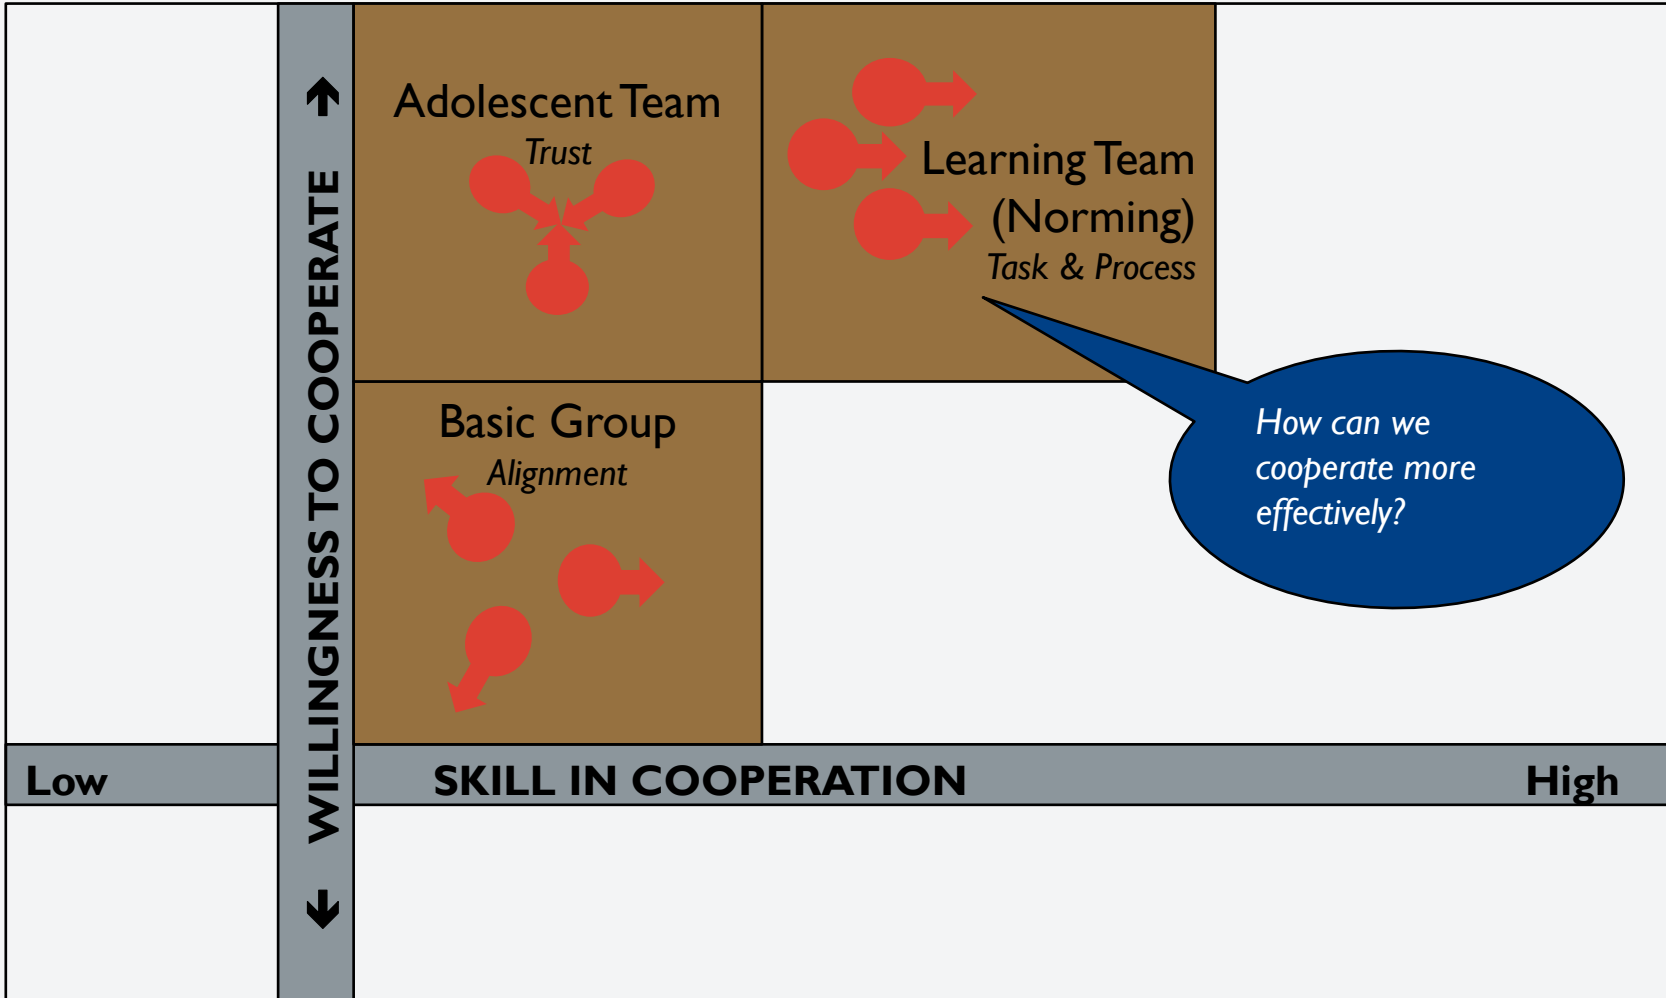 Adolescent Team
Trust
Learning Team
(Norming)
Task & Process
Basic Group
Alignment
How can we
cooperate more
effectively?
WILLINGNESS TO COOPERATE
Low
SKILL IN COOPERATION
High